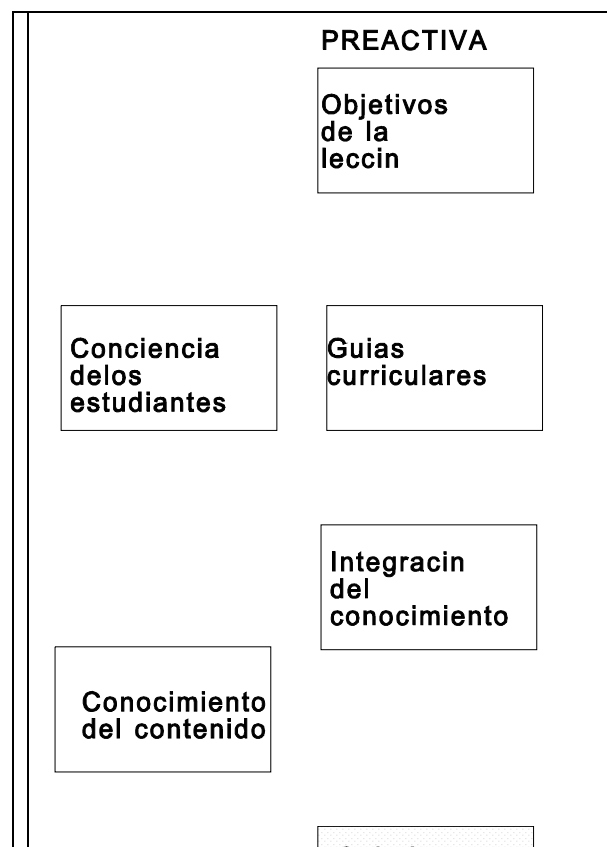 PREACTIVA
Objetivos
de la
leccin
Conciencia
delos
estudiantes
Guias
curriculares
Integracin
del
conocimiento
Conocimiento
del contenido